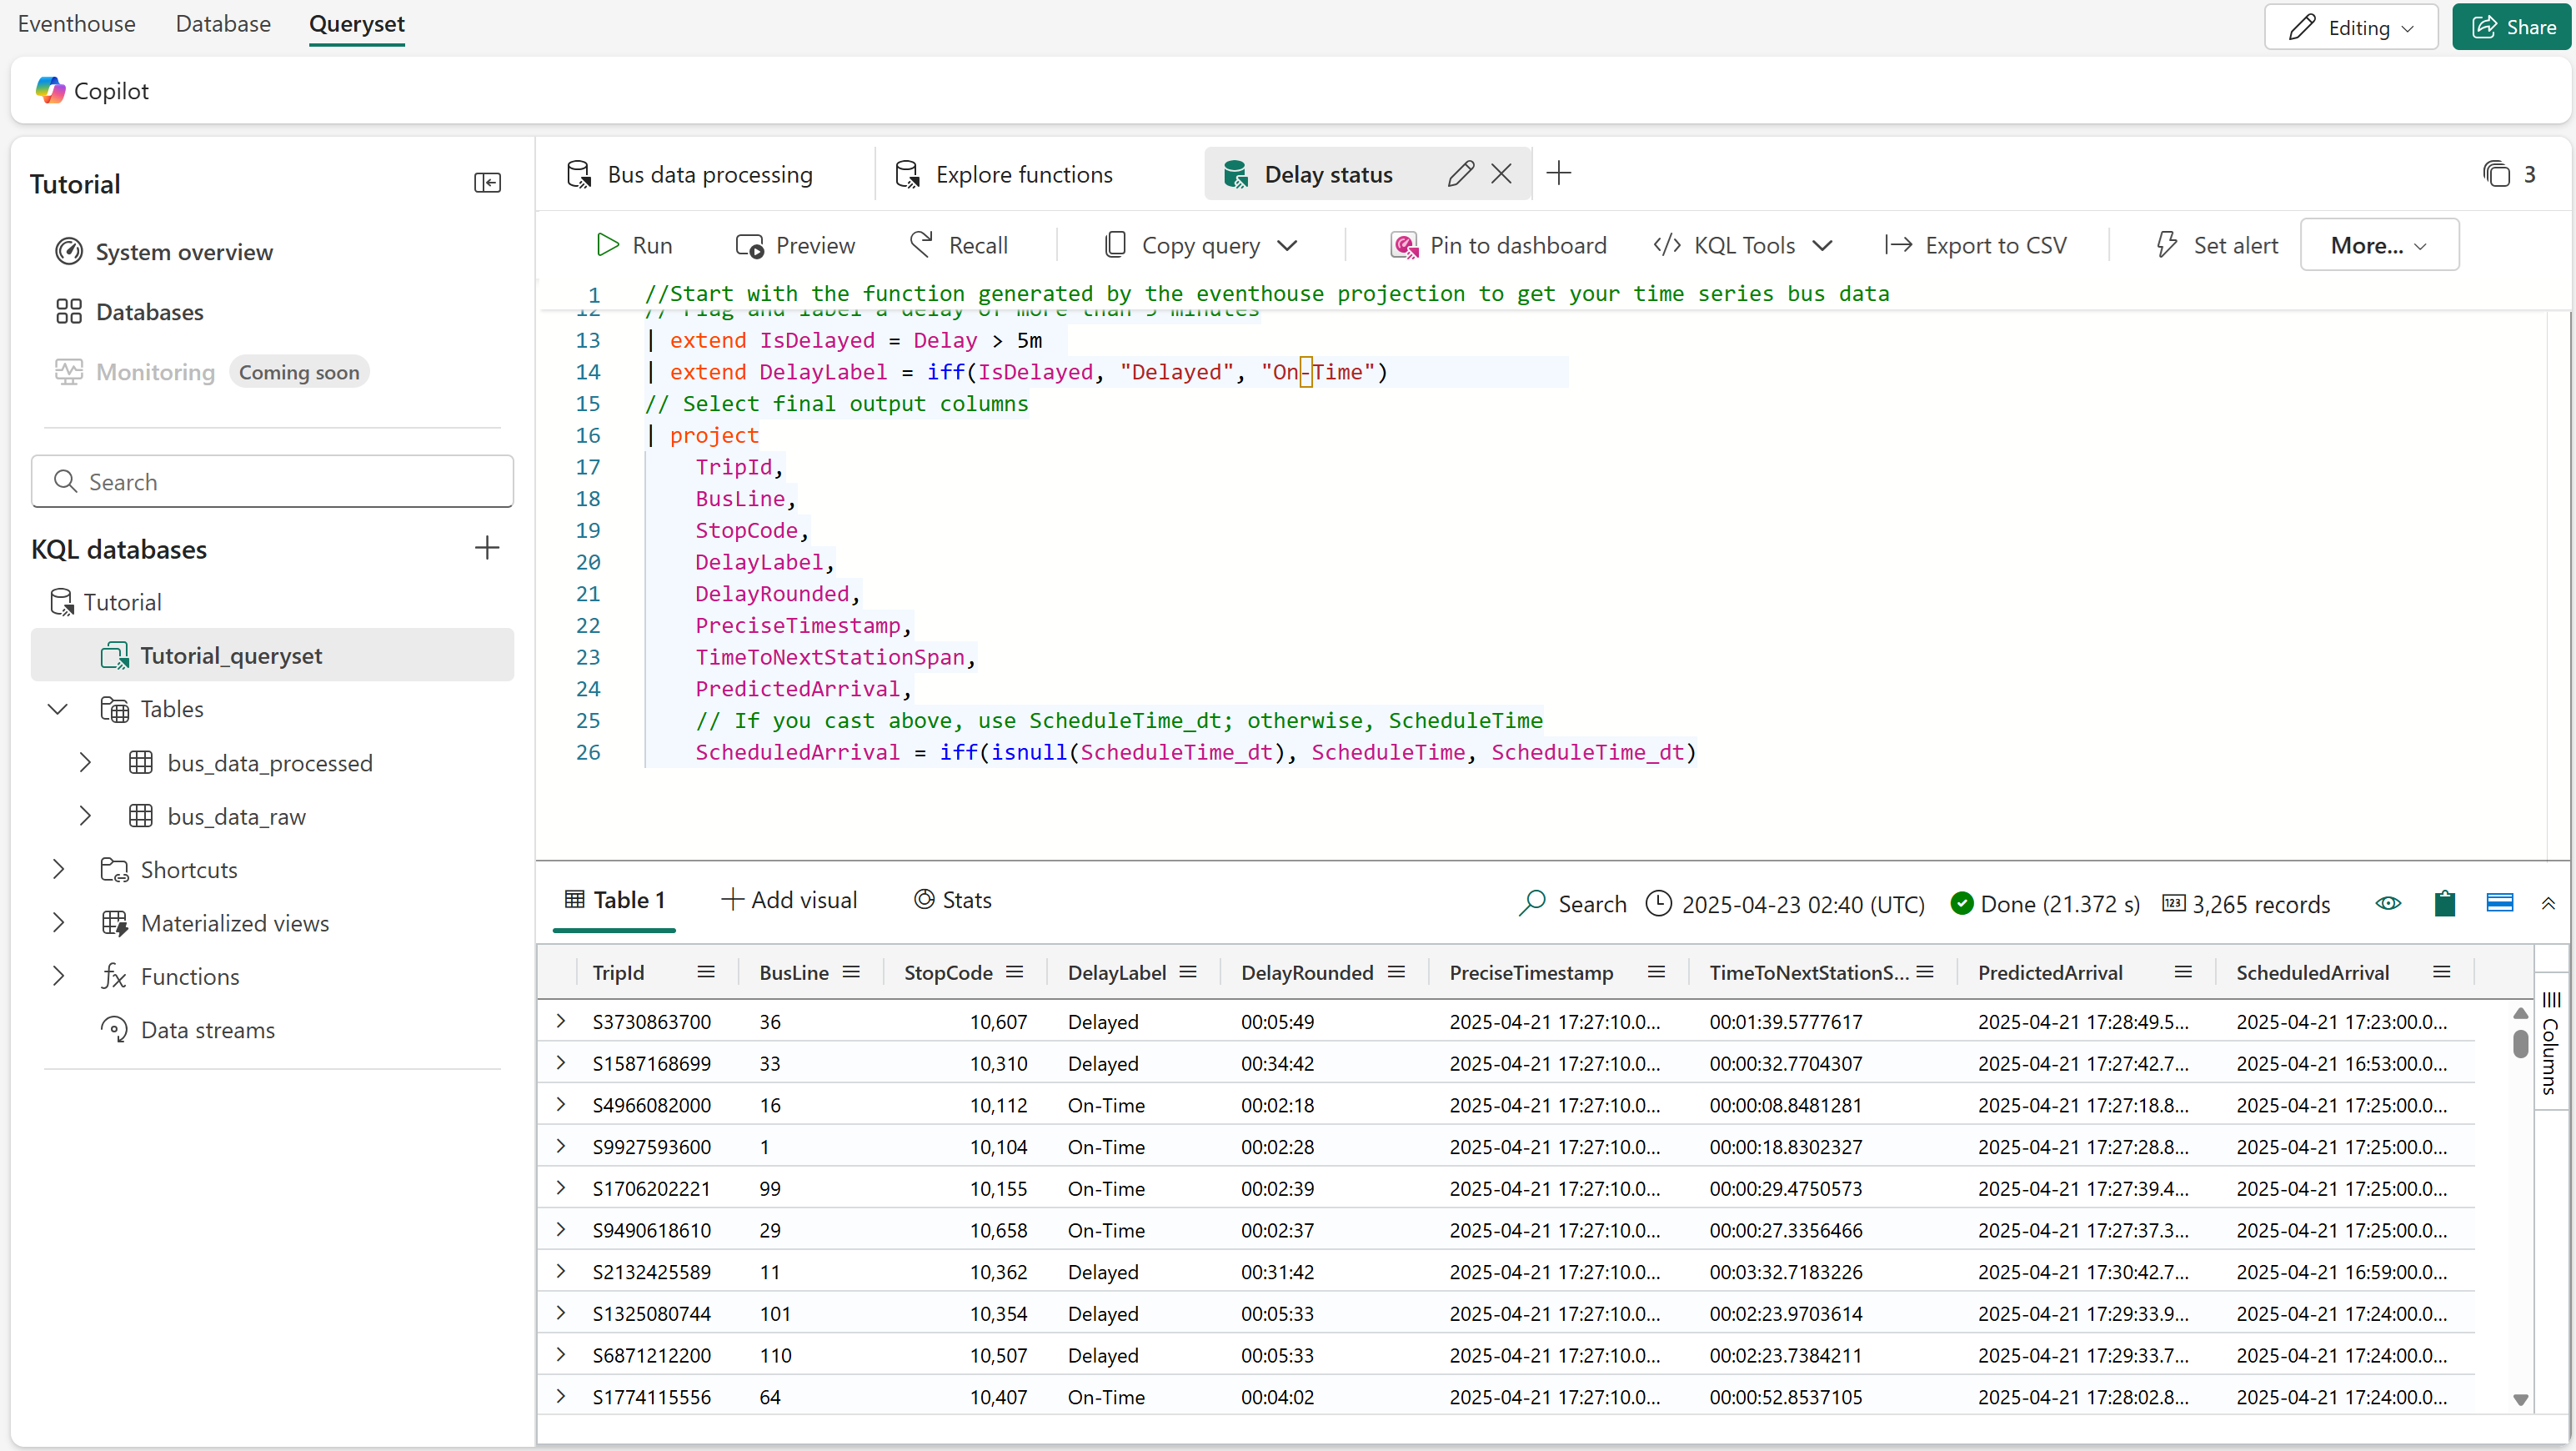 Eventhouse Database Queryset Editing Share
Copilot
Tutorial
System overview
Databases
Monitoring Coming soon
Search
KQL databases
Tutorial
Tutorial_queryset
Tables
bus_data_processed
bus_data_raw
Shortcuts
Materialized views
Functions
Data streams
Bus data processing Explore functions Delay status 3
Run Preview Recall Copy query Pin to dashboard KQL Tools Export to CSV Set alert More...
1 //Start with the function generated by the eventhouse projection to get your time series bus data
12 // Flag and label a delay of more than 5 minutes
13 | extend IsDelayed = Delay > 5m
14 | extend DelayLabel = iff(IsDelayed, "Delayed", "On-Time")
15 // Select final output columns
16 | project
17 TripId,
18 BusLine,
19 StopCode,
20 DelayLabel,
21 DelayRounded,
22 PreciseTimestamp,
23 TimeToNextStationSpan,
24 PredictedArrival,
25 // If you cast above, use ScheduleTime_dt; otherwise, ScheduleTime
26 ScheduledArrival = iff(isnull(ScheduleTime_dt), ScheduleTime, ScheduleTime_dt)
Table 1 Add visual Stats Search 2025-04-23 02:40 (UTC) Done (21.372 s) 123 3,265 records
TripId BusLine StopCode DelayLabel DelayRounded PreciseTimestamp TimeToNextStationS... PredictedArrival ScheduledArrival
S3730863700 36 10,607 Delayed 00:05:49 2025-04-21 17:27:10.0... 00:01:39.5777617 2025-04-21 17:28:49.5... 2025-04-21 17:23:00.0...
S1587168699 33 10,310 Delayed 00:34:42 2025-04-21 17:27:10.0... 00:00:32.7704307 2025-04-21 17:27:42.7... 2025-04-21 16:53:00.0...
S4966082000 16 10,112 On-Time 00:02:18 2025-04-21 17:27:10.0... 00:00:08.8481281 2025-04-21 17:27:18.8... 2025-04-21 17:25:00.0...
S9927593600 1 10,104 On-Time 00:02:28 2025-04-21 17:27:10.0... 00:00:18.8302327 2025-04-21 17:27:28.8... 2025-04-21 17:25:00.0...
S1706202221 99 10,155 On-Time 00:02:39 2025-04-21 17:27:10.0... 00:00:29.4750573 2025-04-21 17:27:39.4... 2025-04-21 17:25:00.0...
S9490618610 29 10,658 On-Time 00:02:37 2025-04-21 17:27:10.0... 00:00:27.3356466 2025-04-21 17:27:37.3... 2025-04-21 17:25:00.0...
S2132425589 11 10,362 Delayed 00:31:42 2025-04-21 17:27:10.0... 00:03:32.7183226 2025-04-21 17:30:42.7... 2025-04-21 16:59:00.0...
S1325080744 101 10,354 Delayed 00:05:33 2025-04-21 17:27:10.0... 00:02:23.9703614 2025-04-21 17:29:33.9... 2025-04-21 17:24:00.0...
S6871212200 110 10,507 Delayed 00:05:33 2025-04-21 17:27:10.0... 00:02:23.7384211 2025-04-21 17:29:33.7... 2025-04-21 17:24:00.0...
S1774115556 64 10,407 On-Time 00:04:02 2025-04-21 17:27:10.0... 00:00:52.8537105 2025-04-21 17:28:02.8... 2025-04-21 17:24:00.0...
Columns